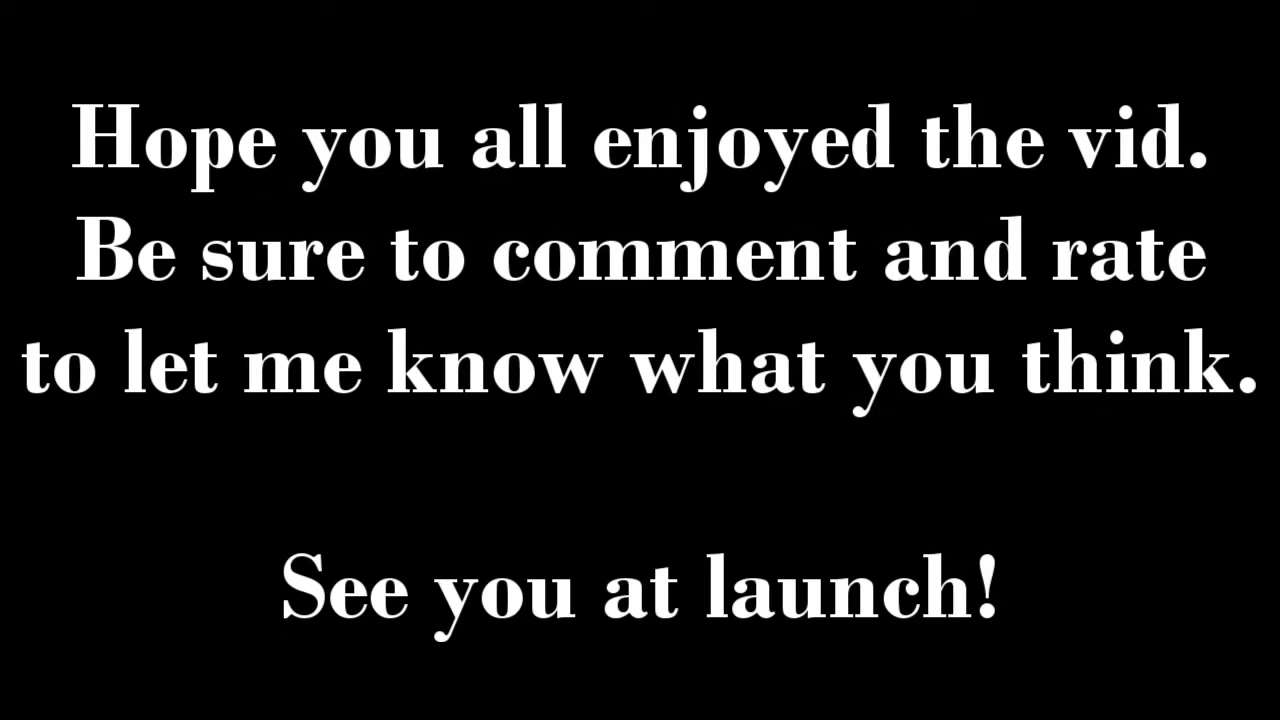 Hope you all enjoyed the vid.
Be sure to comment and rate
to let me know what you think.
See you at launch!